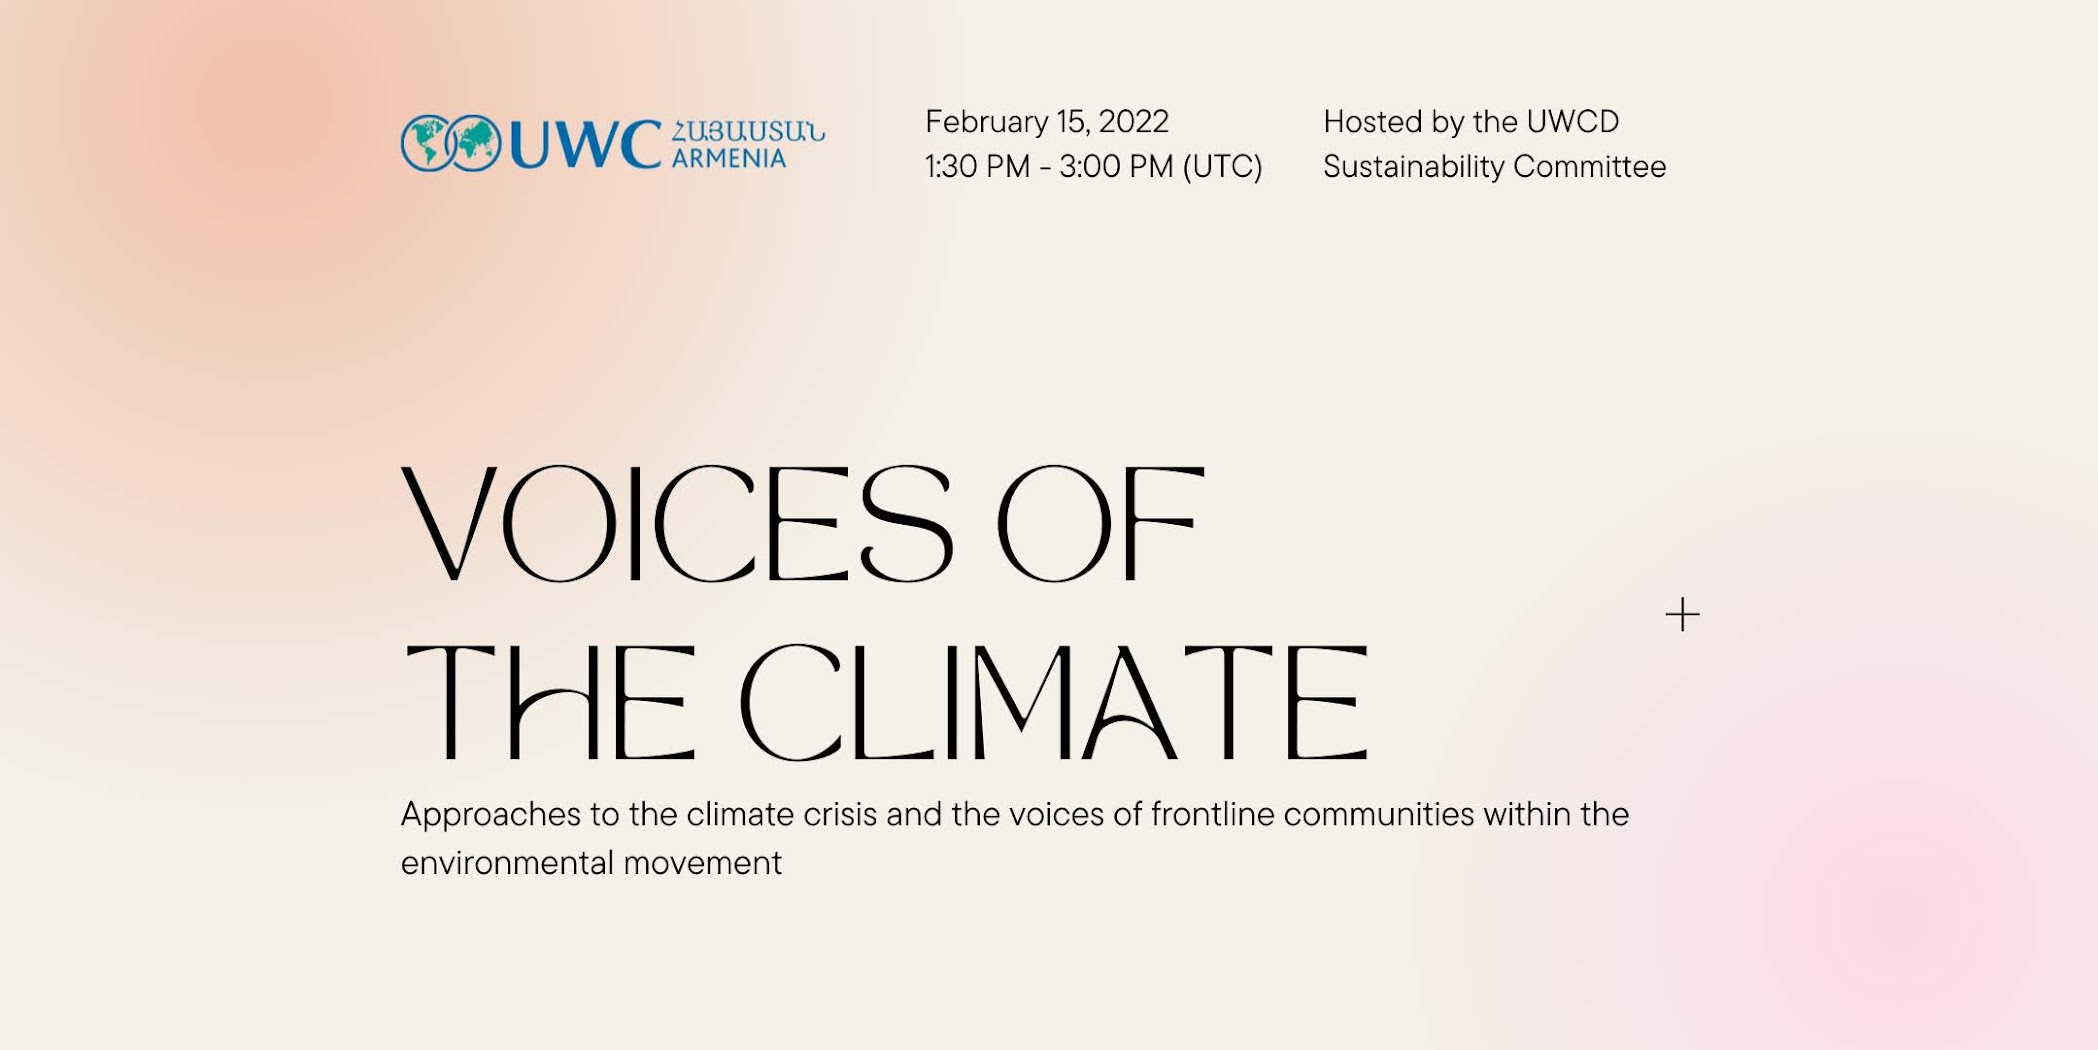 UWC ՀԱՅԱՍՏԱՆ
ARMENIA
February 15, 2022
1:30 PM - 3:00 PM (UTC)
Hosted by the UWCD
Sustainability Committee
VOICES OF
THE CLIMATE
Approaches to the climate crisis and the voices of frontline communities within the
environmental movement